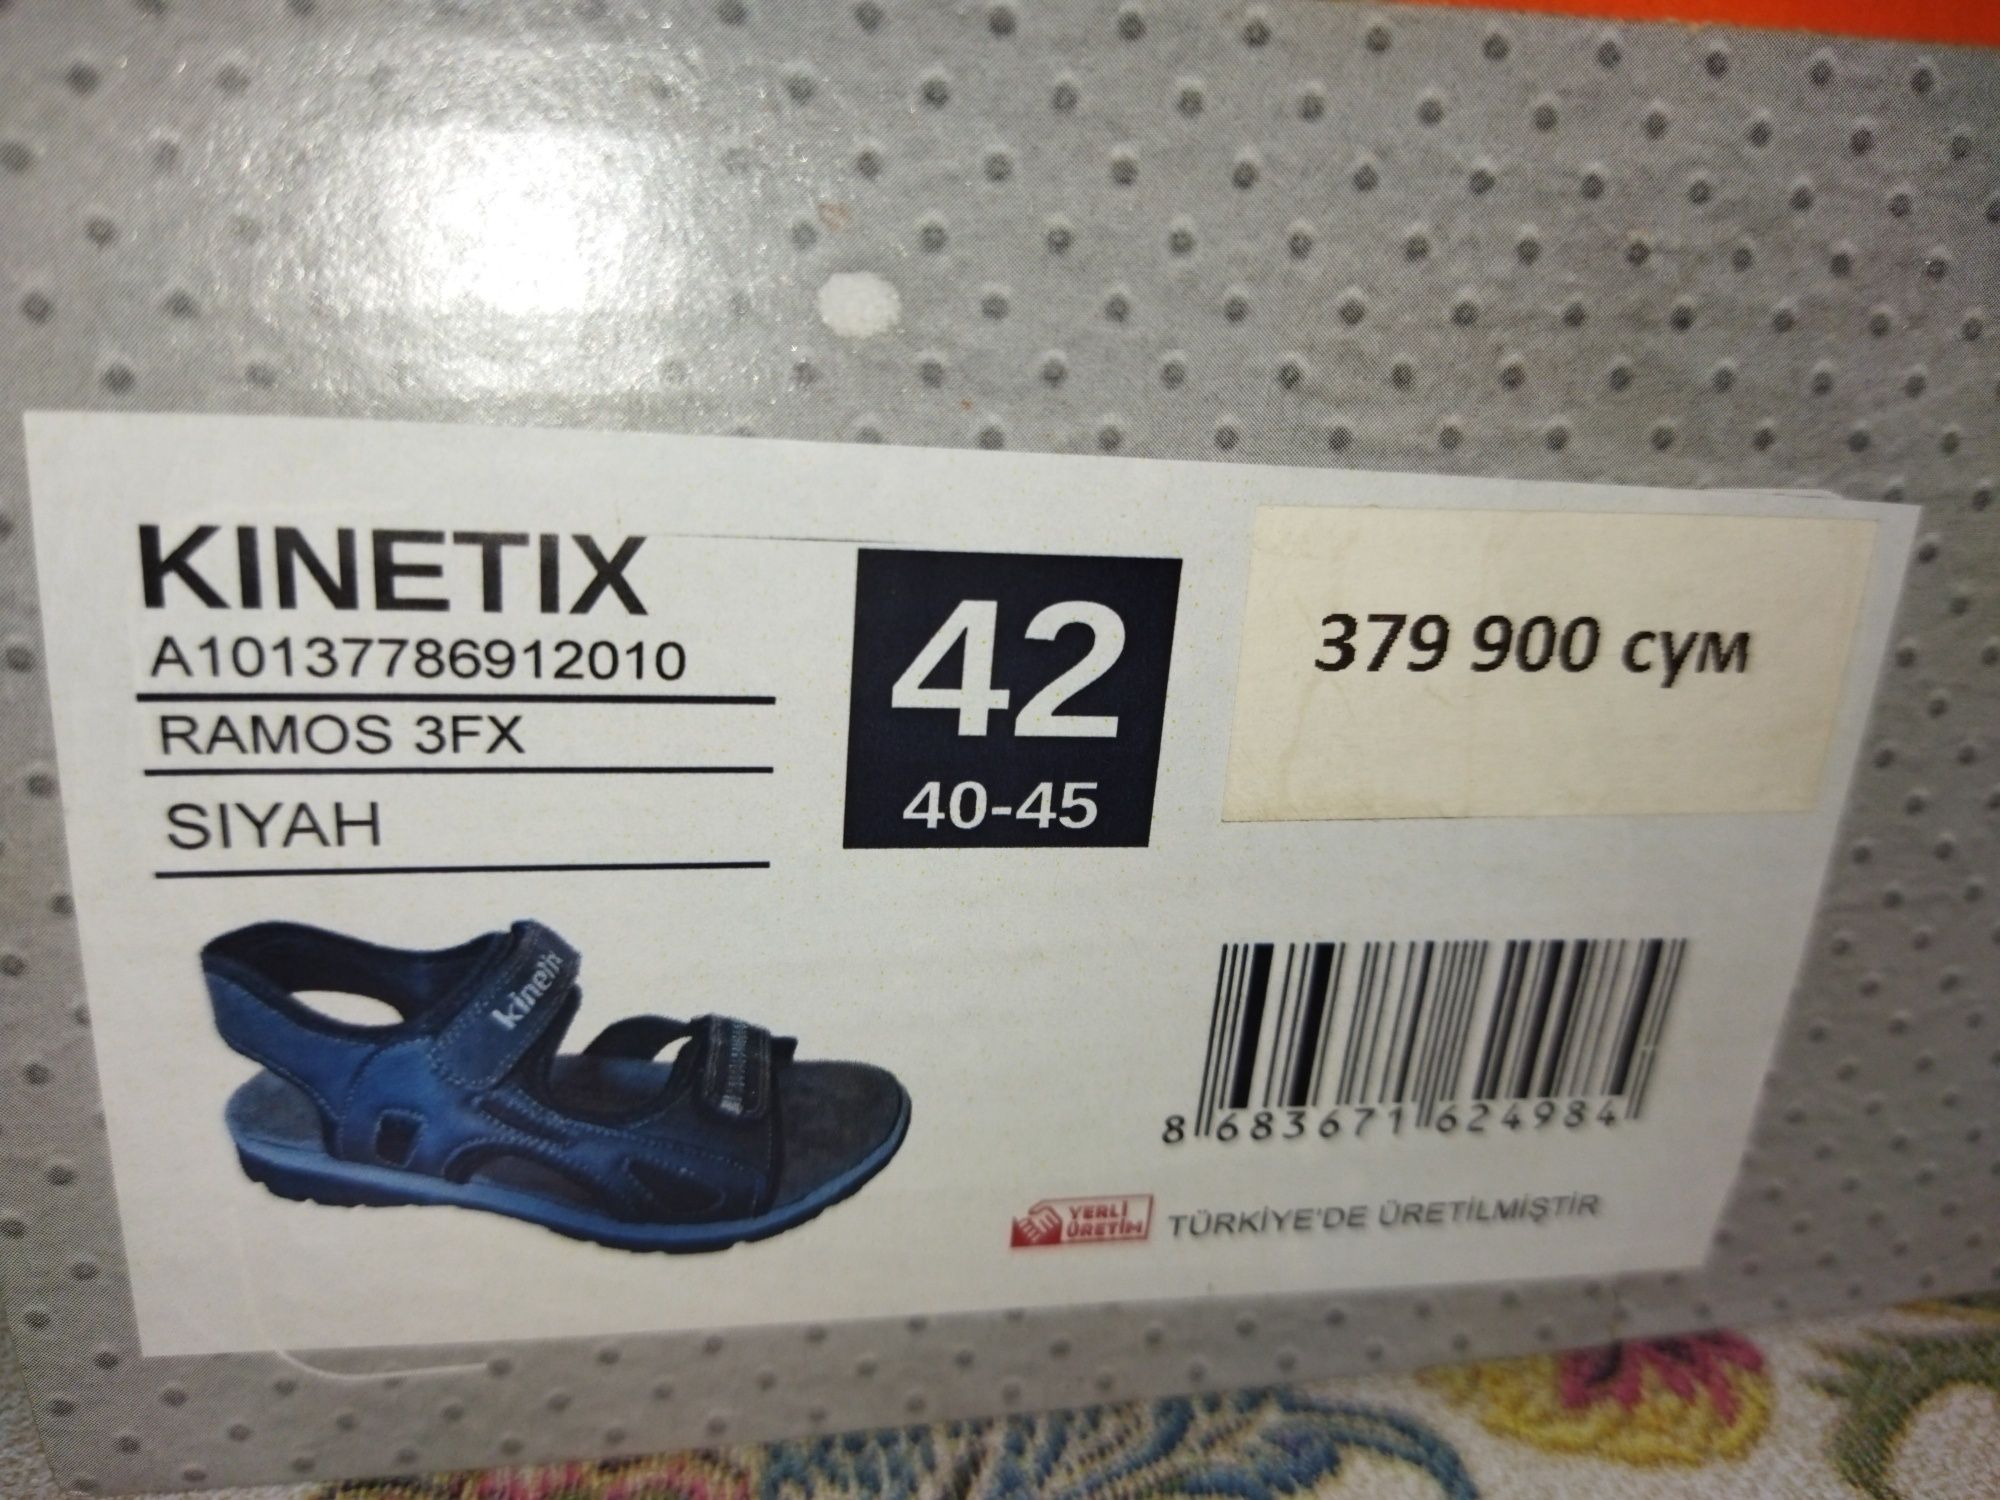 KINETIX
A10137786912010
RAMOS 3FX
SIYAH
42
40-45
379 900 сум
kinetix
8 683671 624984
YERLİ
ÜRETİM
TÜRKİYE'DE ÜRETİLMİŞTİR